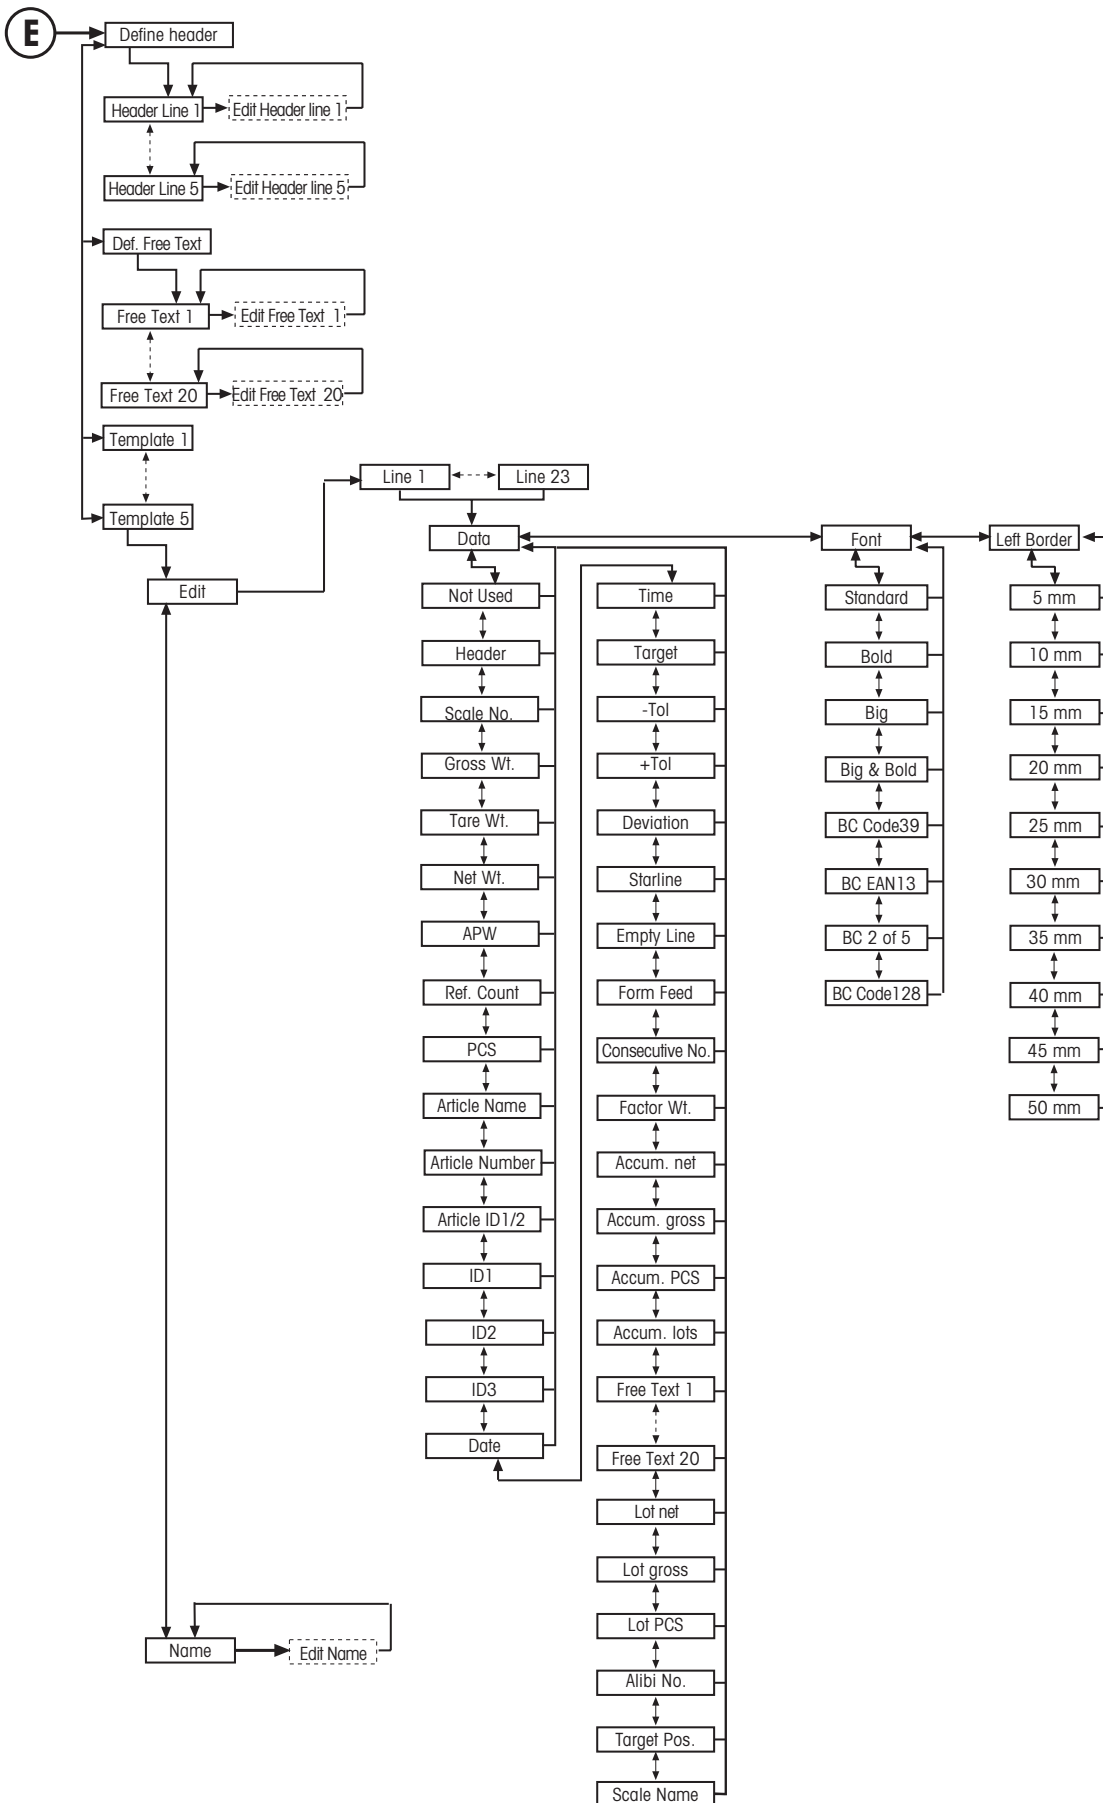 E
Define header
Header Line 1
Edit Header line 1
Header Line 5
Edit Header line 5
Def. Free Text
Free Text 1
Edit Free Text 1
Free Text 20
Edit Free Text 20
Template 1
Template 5
Edit
Line 1
Line 23
Data
Font
Left Border
Not Used
Header
Scale No.
Gross Wt.
Tare Wt.
Net Wt.
APW
Ref. Count
PCS
Article Name
Article Number
Article ID1/2
ID1
ID2
ID3
Date
Time
Target
-Tol
+Tol
Deviation
Starline
Empty Line
Form Feed
Consecutive No.
Factor Wt.
Accum. net
Accum. gross
Accum. PCS
Accum. lots
Free Text 1
Free Text 20
Lot net
Lot gross
Lot PCS
Alibi No.
Target Pos.
Scale Name
Standard
Bold
Big
Big & Bold
BC Code39
BC EAN13
BC 2 of 5
BC Code128
5 mm
10 mm
15 mm
20 mm
25 mm
30 mm
35 mm
40 mm
45 mm
50 mm
Name
Edit Name